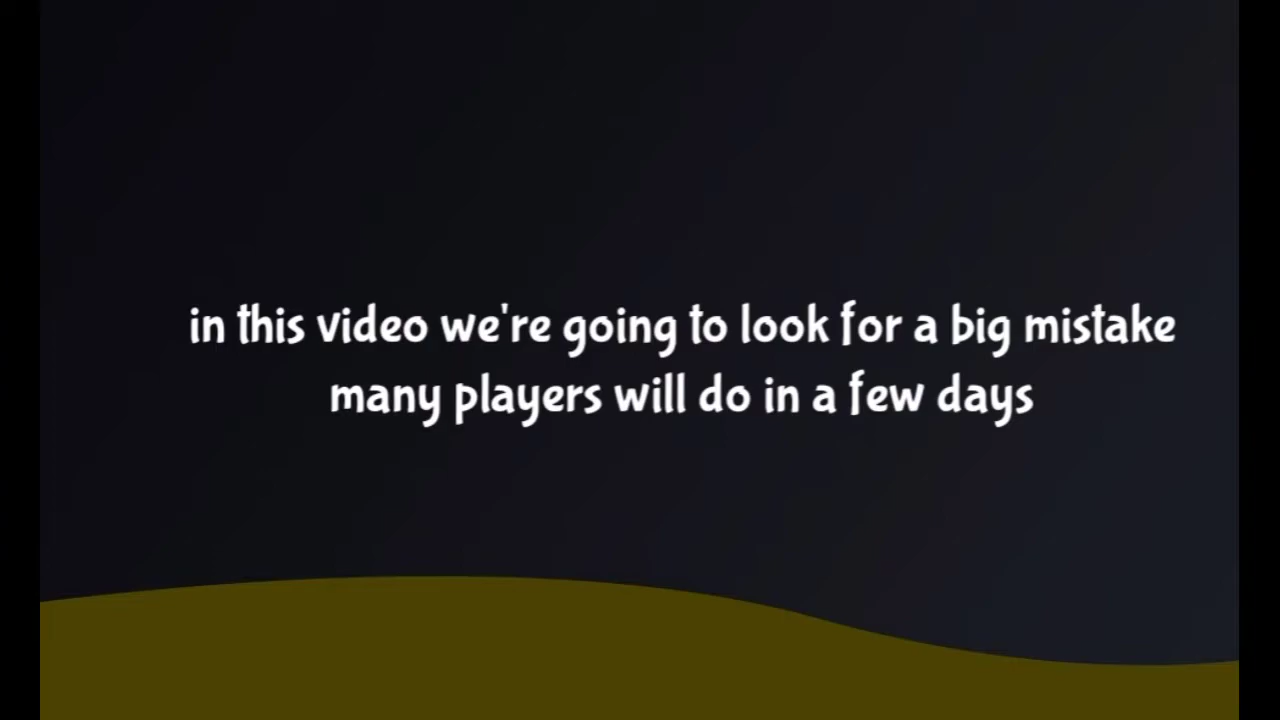 in this video we're going to look for a big mistake
many players will do in a few days